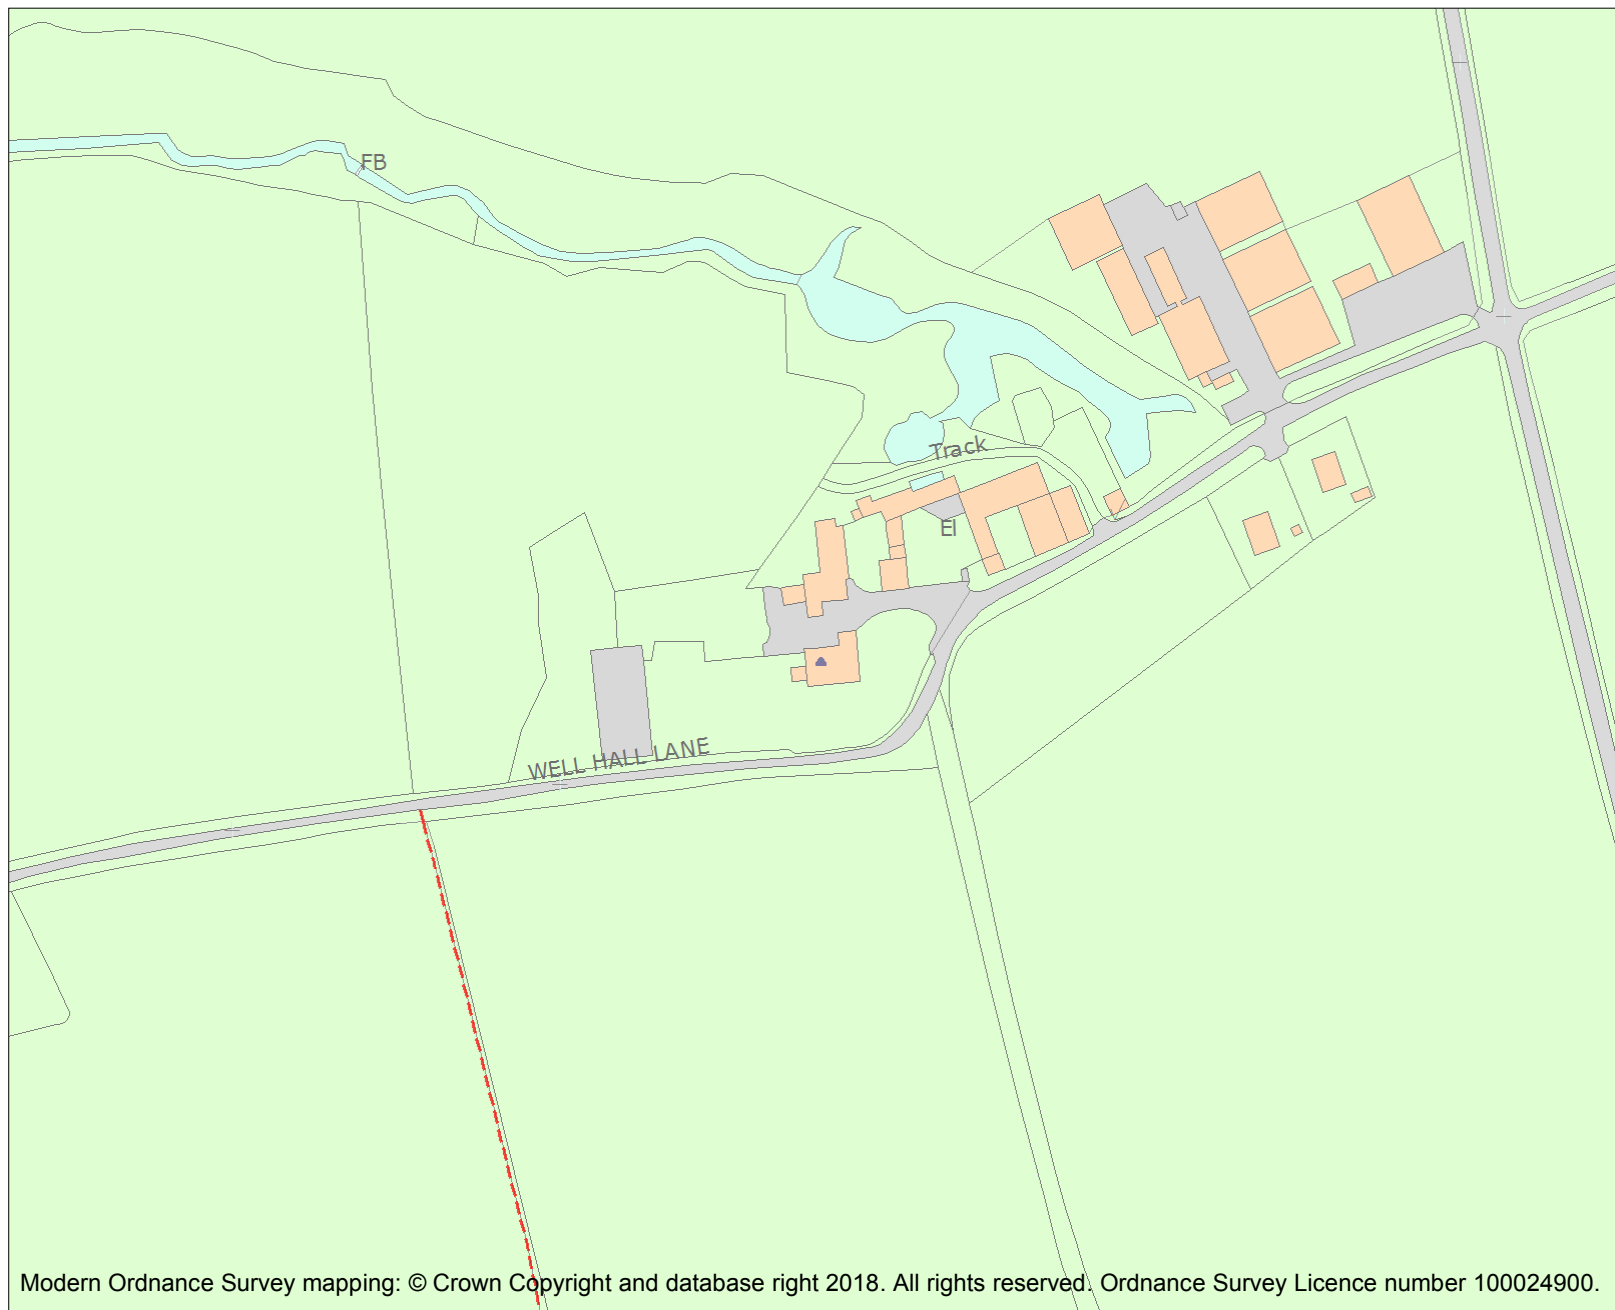 FB
Track
El
WELL HALL LANE
Modern Ordnance Survey mapping: © Crown Copyright and database right 2018. All rights reserved. Ordnance Survey Licence number 100024900.